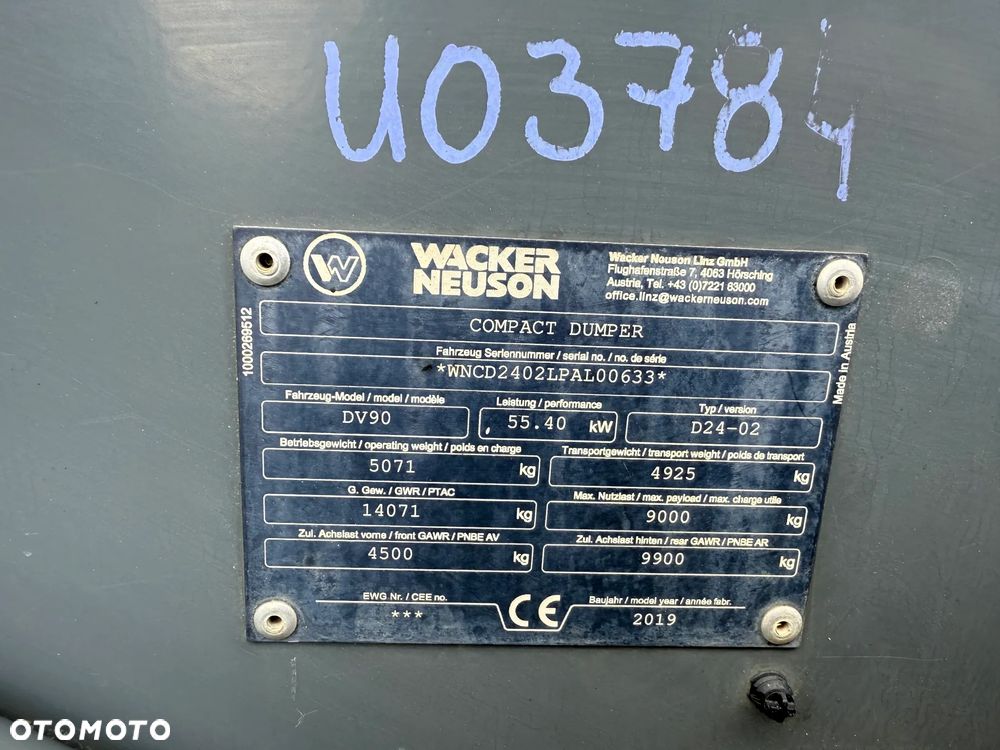 U03784
WACKER
NEUSON
Wacker Neuson Linz GmbH
Flughafenstraße 7, 4063 Hörsching
Austria, Tel. +43 (0)7221 63000
office.linz@wackerneuson.com
1000269512
COMPACT DUMPER
Made in Austria
Fahrzeug Seriennummer / serial no. / no. de série
*WNCD2402LPAL00633*
Fahrzeug-Model / model / modèle
Leistung / performance
Typ / version
DV90
55.40 kW
D24-02
Betriebsgewicht / operating weight / poids en charge
Transportgewicht / transport weight / poids de transport
5071 kg
4925 kg
G. Gew. / GWR / PTAC
Max. Nutzlast / max. payload / max. charge utile
14071 kg
9000 kg
Zul. Achslast vorne / front GAWR / PNBE AV
Zul. Achslast hinten / rear GAWR / PNBE AR
4500 kg
9900 kg
EWG Nr. / CEE no.
***
CE
Baujahr / model year / année fabr.
2019
OTOMOTO